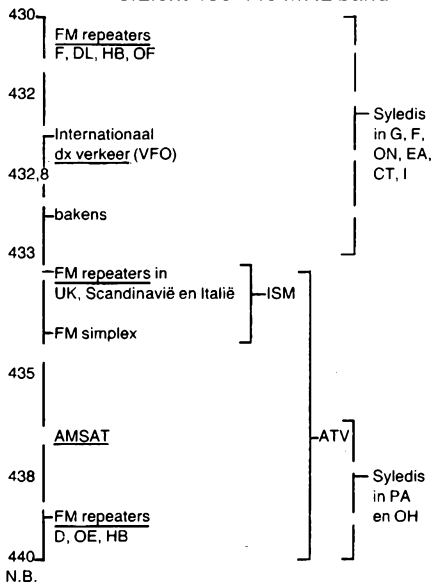 430
FM repeaters
F, DL, HB, OF
432
Internationaal
dx verkeer (VFO)
432,8
Syledis
in G, F,
ON, EA,
CT, I
bakens
433
FM repeaters in
UK, Scandinavië en Italië
ISM
FM simplex
435
AMSAT
ATV
438
Syledis
in PA
en OH
FM repeaters
D, OE, HB
440
N.B.